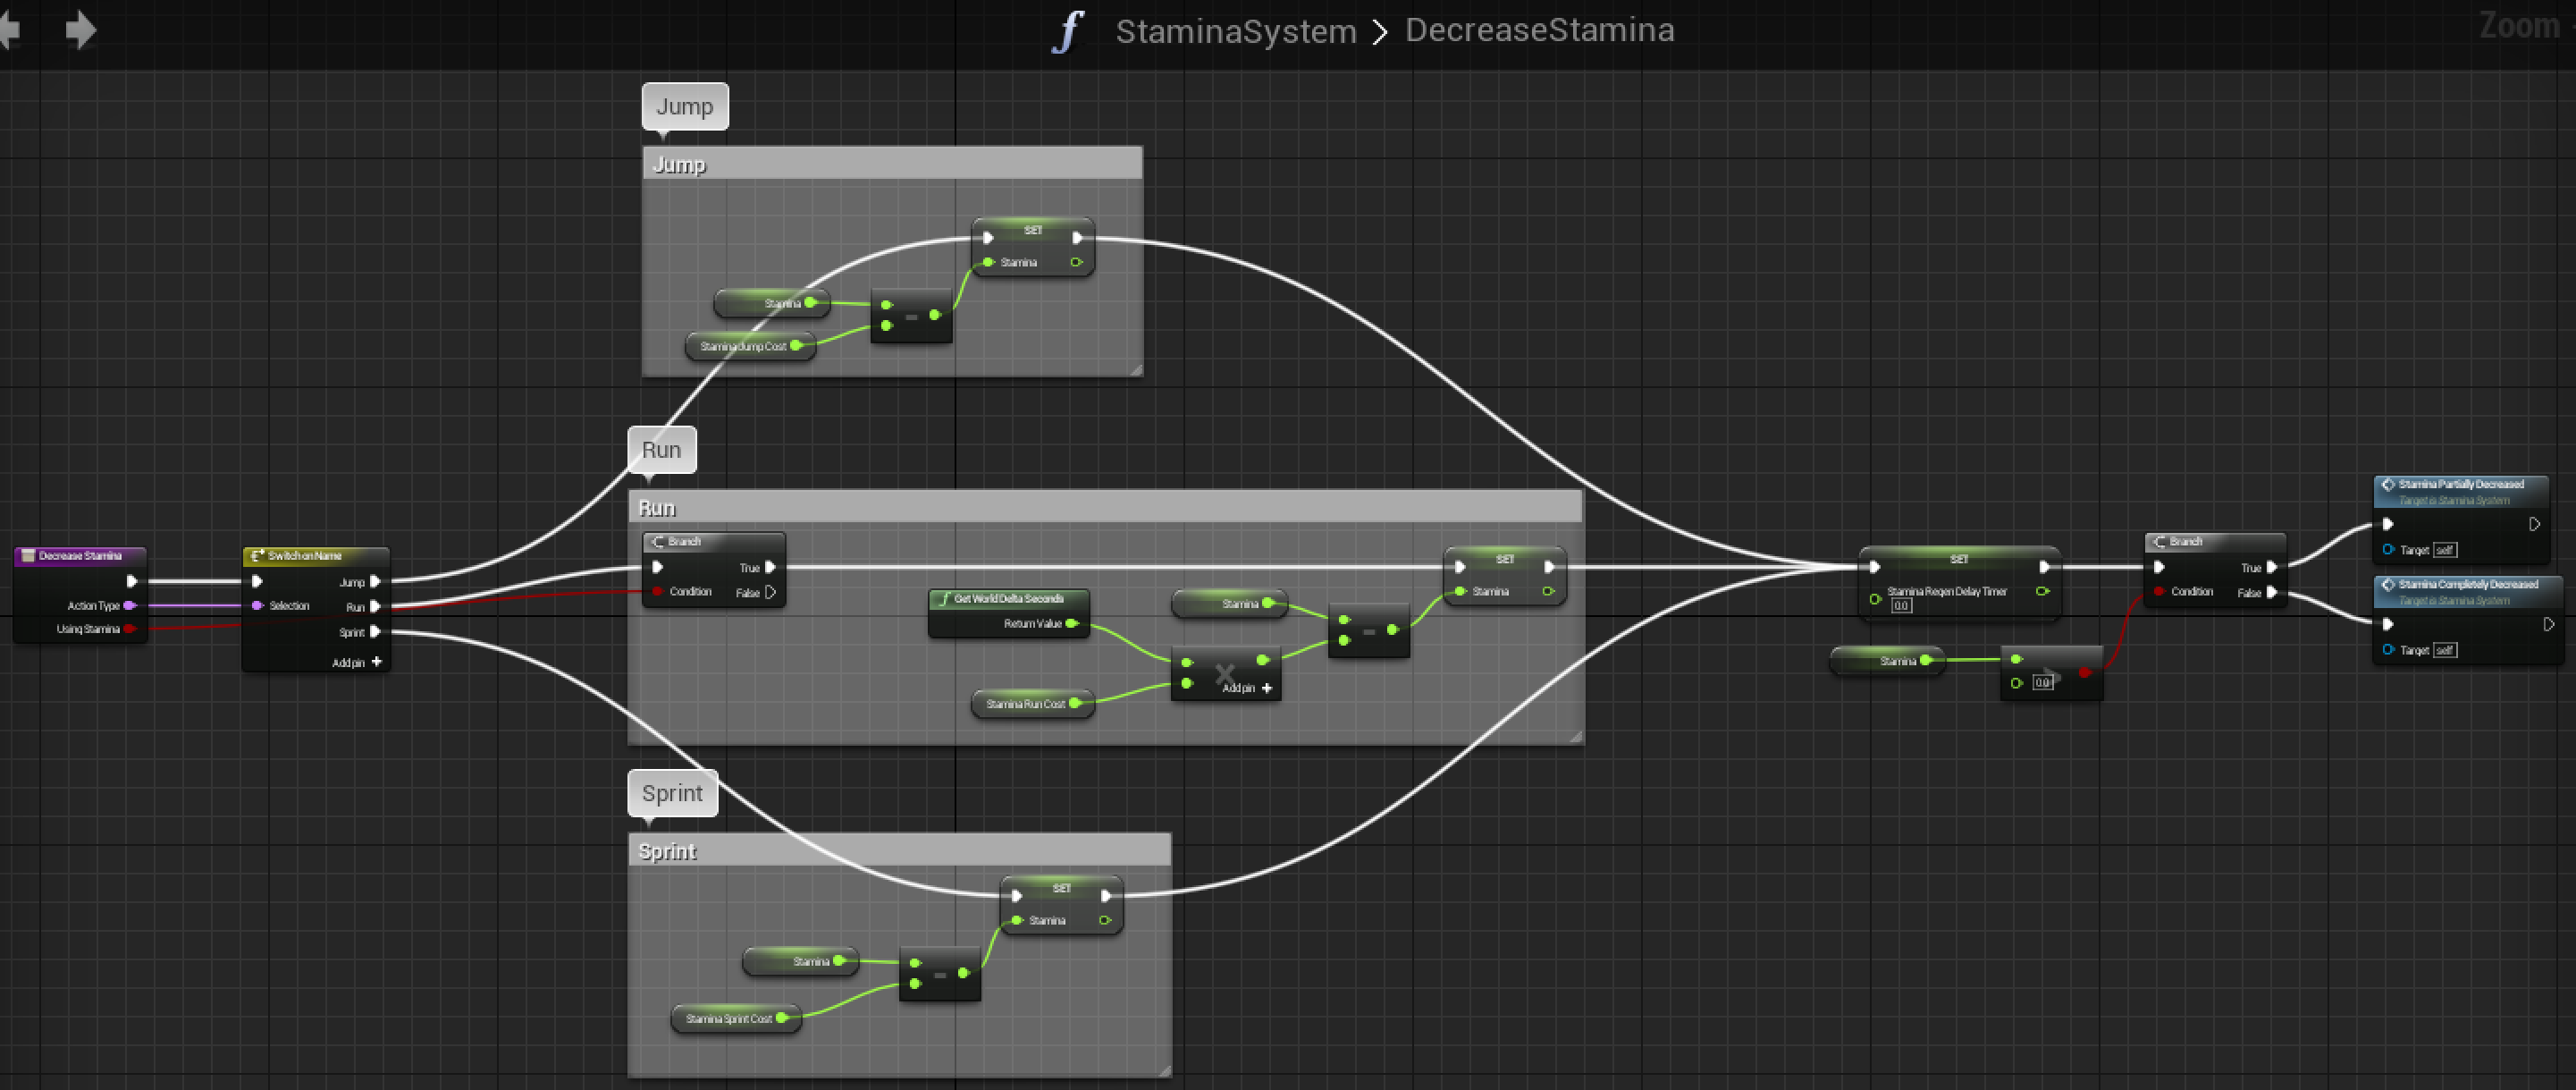 StaminaSystem > DecreaseStamina
Zoom
Jump
Jump
SET
Stamina
Stamina
Stamina Jump Cost
Run
Run
Decrease Stamina
Action Type
Using Stamina
Switch on Name
Selection
Jump
Run
Sprint
Add pin +
Branch
Condition
True
False
Get World Delta Seconds
Return Value
Stamina Run Cost
Add pin +
Stamina
SET
Stamina
Sprint
Sprint
SET
Stamina
Stamina
Stamina Sprint Cost
SET
Stamina Regen Delay Timer
0.0
Stamina
0.0
Branch
Condition
True
False
Stamina Partially Decreased
Target is Stamina System
Target self
Stamina Completely Decreased
Target is Stamina System
Target self